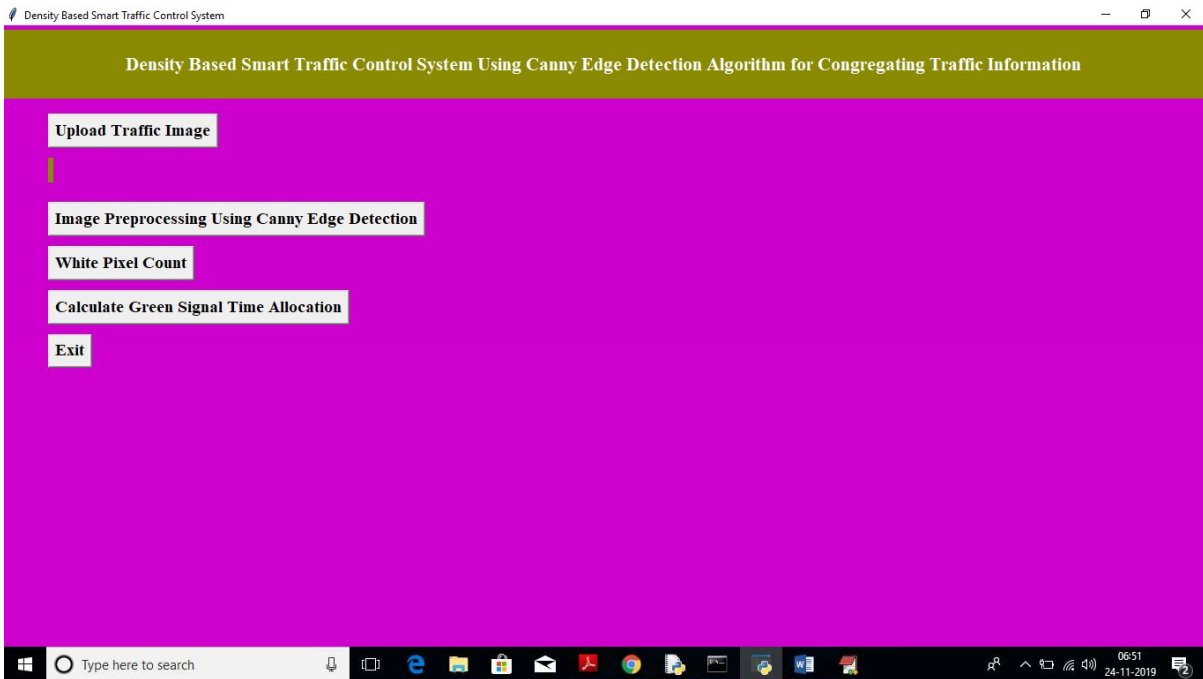 Density Based Smart Traffic Control System
Density Based Smart Traffic Control System Using Canny Edge Detection Algorithm for Congregating Traffic Information
Upload Traffic Image
Image Preprocessing Using Canny Edge Detection
White Pixel Count
Calculate Green Signal Time Allocation
Exit
Type here to search
06:51
24-11-2019
2